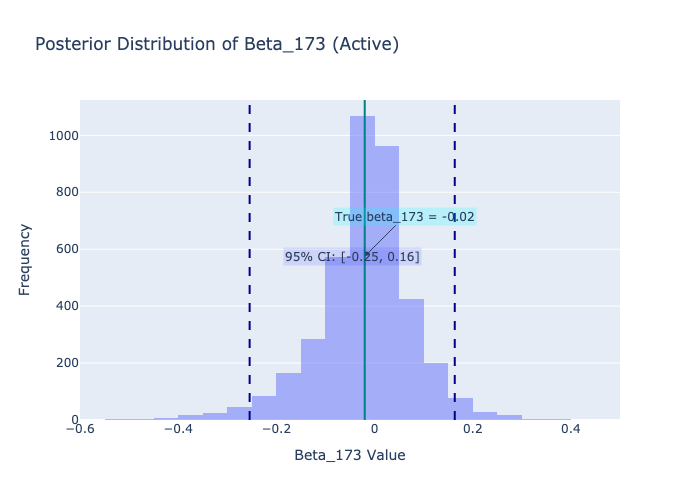 Posterior Distribution of Beta_173 (Active)
1000
800
True beta_173 = -0.02
600
95% CI: [-0.25, 0.16]
400
200
0
Frequency
−0.6
−0.4
−0.2
0
0.2
0.4
Beta_173 Value